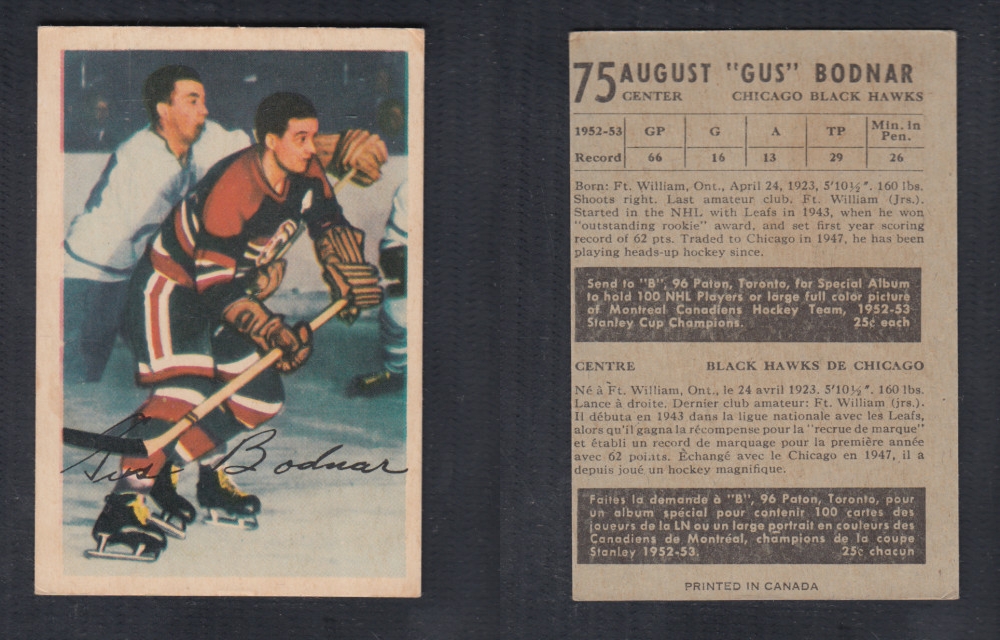 Gus Bodnar
75 AUGUST "GUS" BODNAR
CENTER CHICAGO BLACK HAWKS
1952-53 GP G A TP Min. in Pen.
Record 66 16 13 29 26
Born: Ft. William, Ont., April 24, 1923, 5'10½". 160 lbs.
Shoots right. Last amateur club. Ft. William (Jrs.).
Started in the NHL with Leafs in 1943, when he won
"outstanding rookie" award, and set first year scoring
record of 62 pts. Traded to Chicago in 1947, he has been
playing heads-up hockey since.
Send to "B", 96 Paton, Toronto, for Special Album
to hold 100 NHL Players or large full color picture
of Montreal Canadiens Hockey Team, 1952-53
Stanley Cup Champions. 25c each
CENTRE BLACK HAWKS DE CHICAGO
Né à Ft. William, Ont., le 24 avril 1923. 5'10½". 160 lbs.
Lance à droite. Dernier club amateur: Ft. William (jrs.).
Il débuta en 1943 dans la ligue nationale avec les Leafs,
alors qu'il gagna la récompense pour la "recrue de marque"
et établi un record de marquage pour la première année
avec 62 points. Échangé avec le Chicago en 1947, il a
depuis joué un hockey magnifique.
Faites la demande à "B", 96 Paton, Toronto, pour
un album spécial pour contenir 100 cartes des
joueurs de la LN ou un large portrait en couleurs des
Canadiens de Montréal, champions de la coupe
Stanley 1952-53. 25c chacun
PRINTED IN CANADA